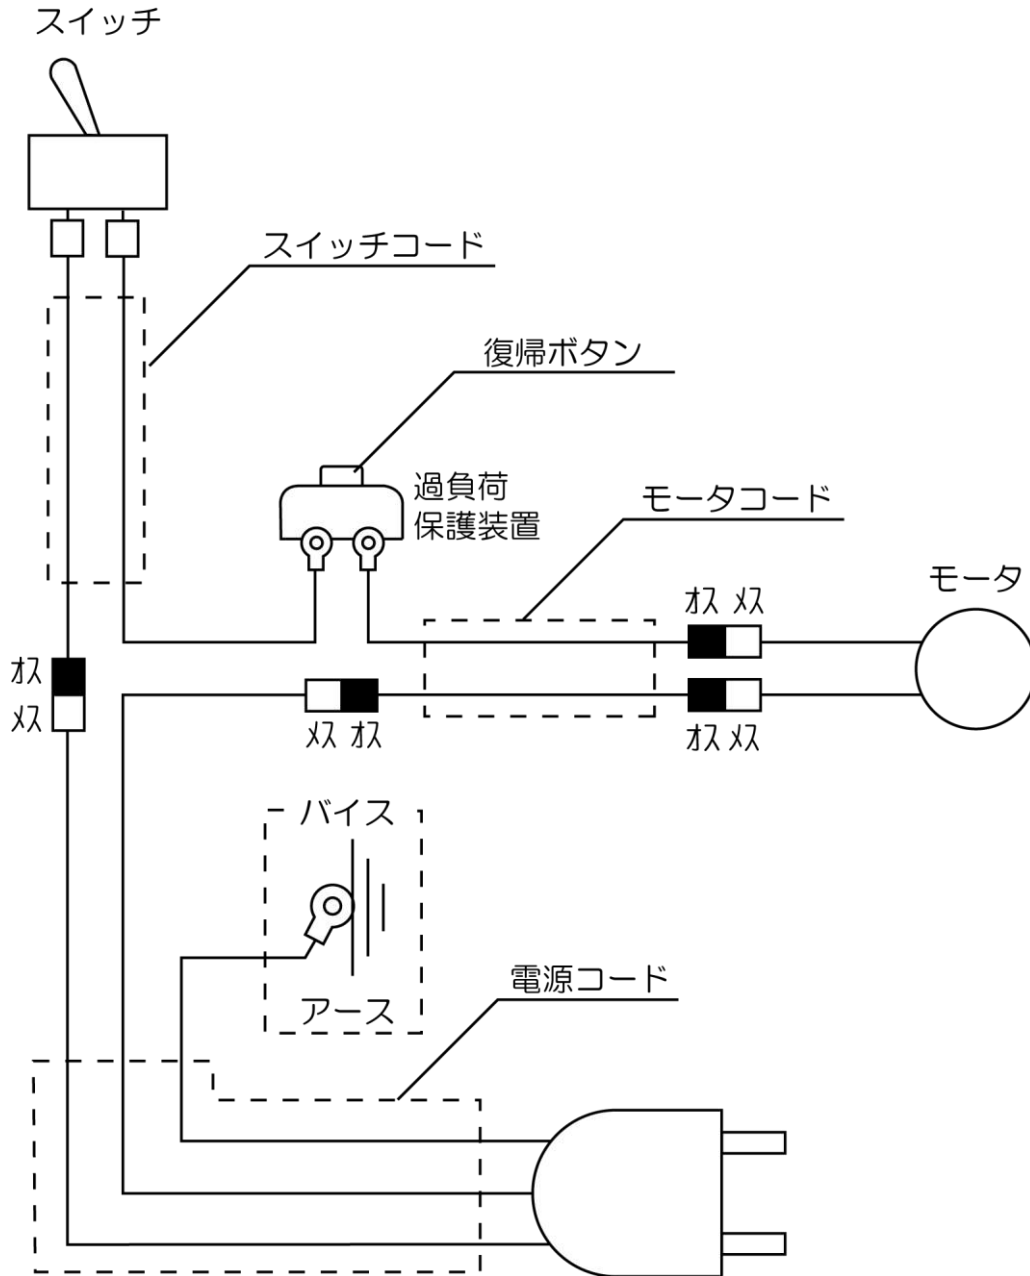 スイッチ
スイッチコード
復帰ボタン
過負荷
保護装置
モータコード
モータ
ｵｽ ﾒｽ
ｵｽ
ﾒｽ
ﾒｽ ｵｽ
ｵｽ ﾒｽ
バイス
アース
電源コード